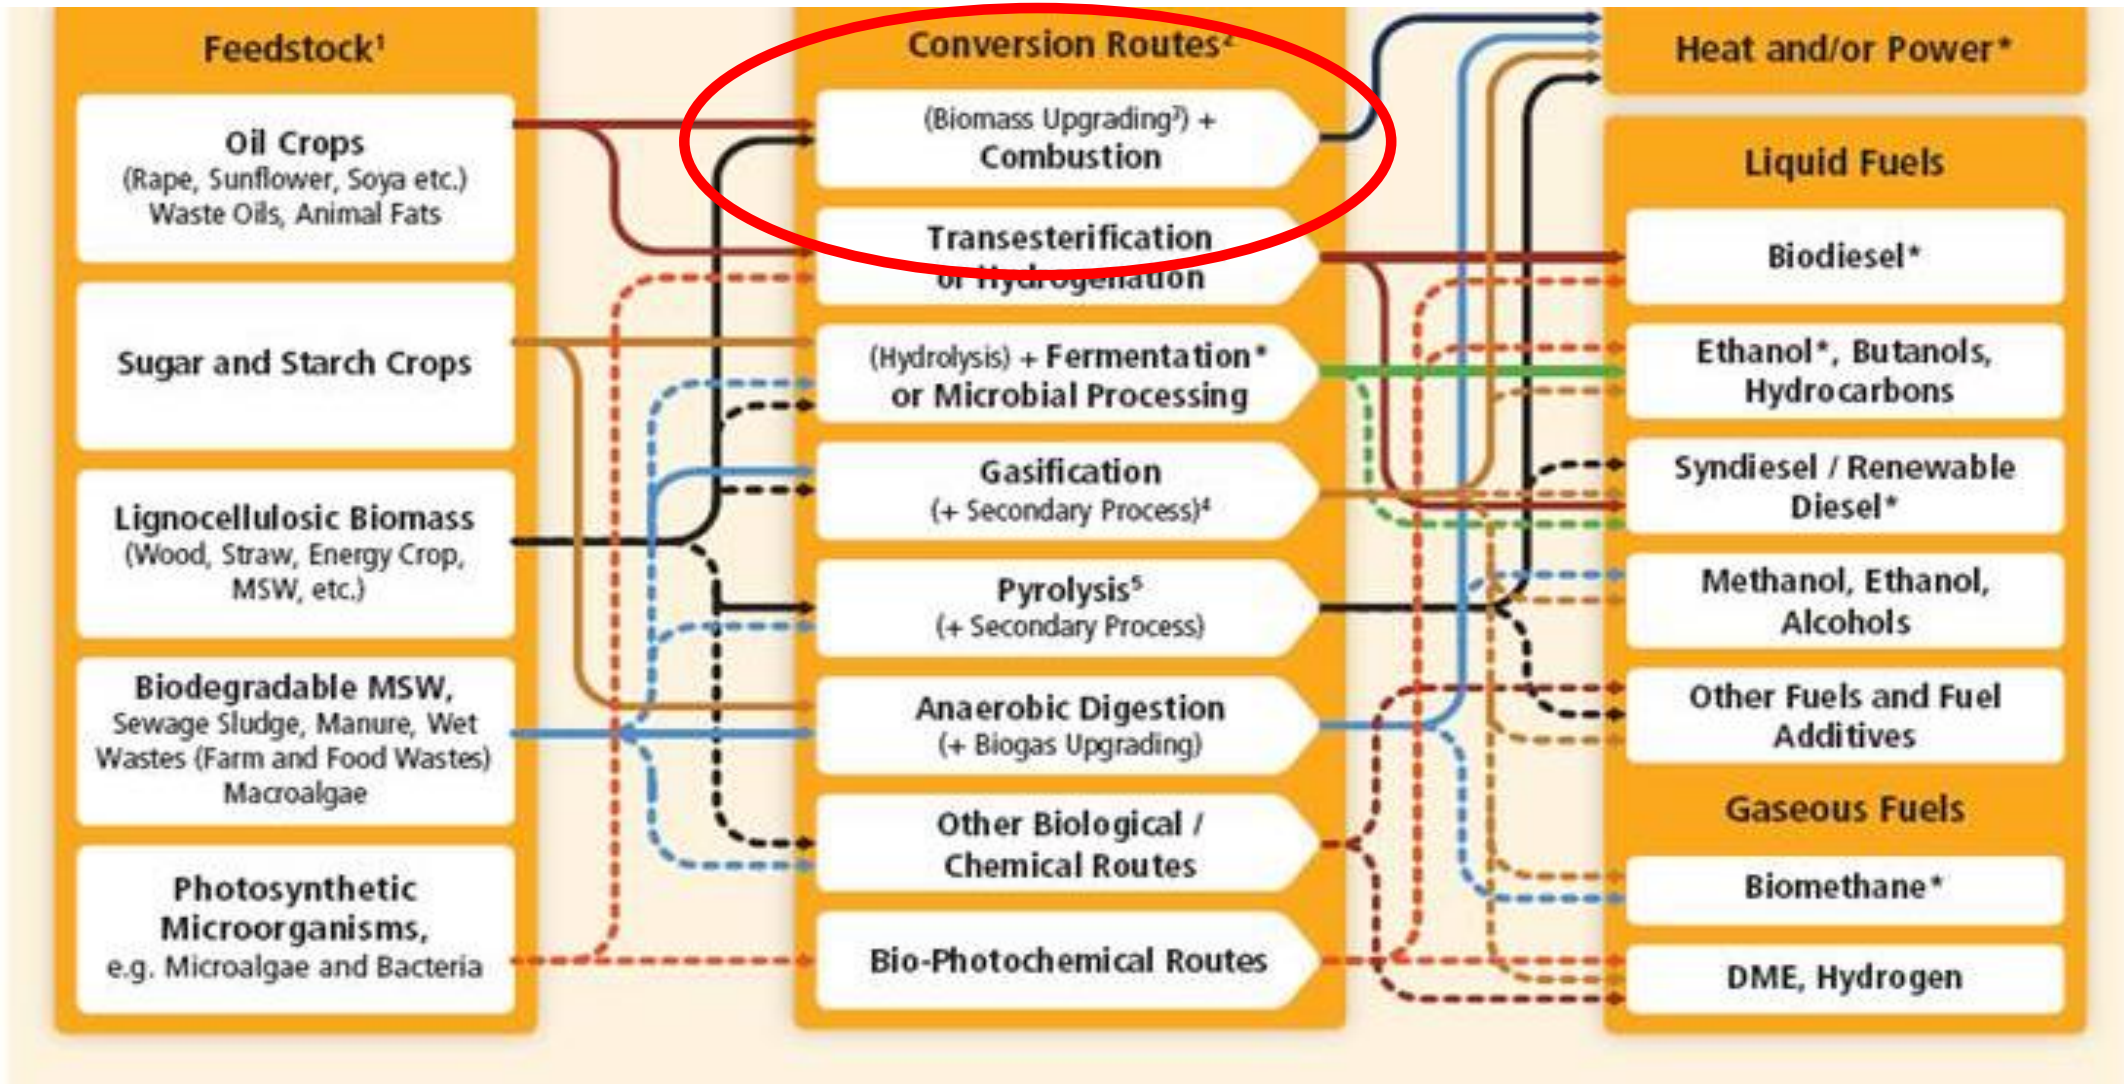 Feedstock¹
Oil Crops
(Rape, Sunflower, Soya etc.)
Waste Oils, Animal Fats
Sugar and Starch Crops
Lignocellulosic Biomass
(Wood, Straw, Energy Crop,
MSW, etc.)
Biodegradable MSW,
Sewage Sludge, Manure, Wet
Wastes (Farm and Food Wastes)
Macroalgae
Photosynthetic
Microorganisms,
e.g. Microalgae and Bacteria
Conversion Routes²
(Biomass Upgrading³) +
Combustion
Transesterification
or Hydrogenation
(Hydrolysis) + Fermentation*
or Microbial Processing
Gasification
(+ Secondary Process)⁴
Pyrolysis⁵
(+ Secondary Process)
Anaerobic Digestion
(+ Biogas Upgrading)
Other Biological /
Chemical Routes
Bio-Photochemical Routes
Heat and/or Power*
Liquid Fuels
Biodiesel*
Ethanol*, Butanols,
Hydrocarbons
Syndiesel / Renewable
Diesel*
Methanol, Ethanol,
Alcohols
Other Fuels and Fuel
Additives
Gaseous Fuels
Biomethane*
DME, Hydrogen